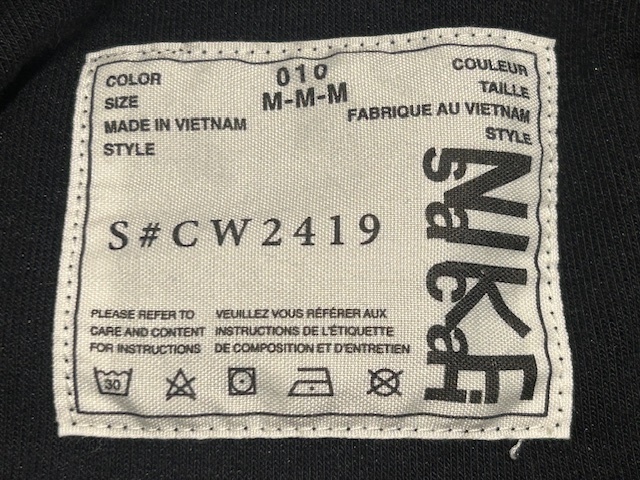 COLOR 010 COULEUR
SIZE M-M-M TAILLE
MADE IN VIETNAM FABRIQUE AU VIETNAM
STYLE STYLE
S#CW2419
PLEASE REFER TO VEUILLEZ VOUS RÉFÉRER AUX
CARE AND CONTENT INSTRUCTIONS DE L'ÉTIQUETTE
FOR INSTRUCTIONS DE COMPOSITION ET D'ENTRETIEN
30
NIKE
sacai